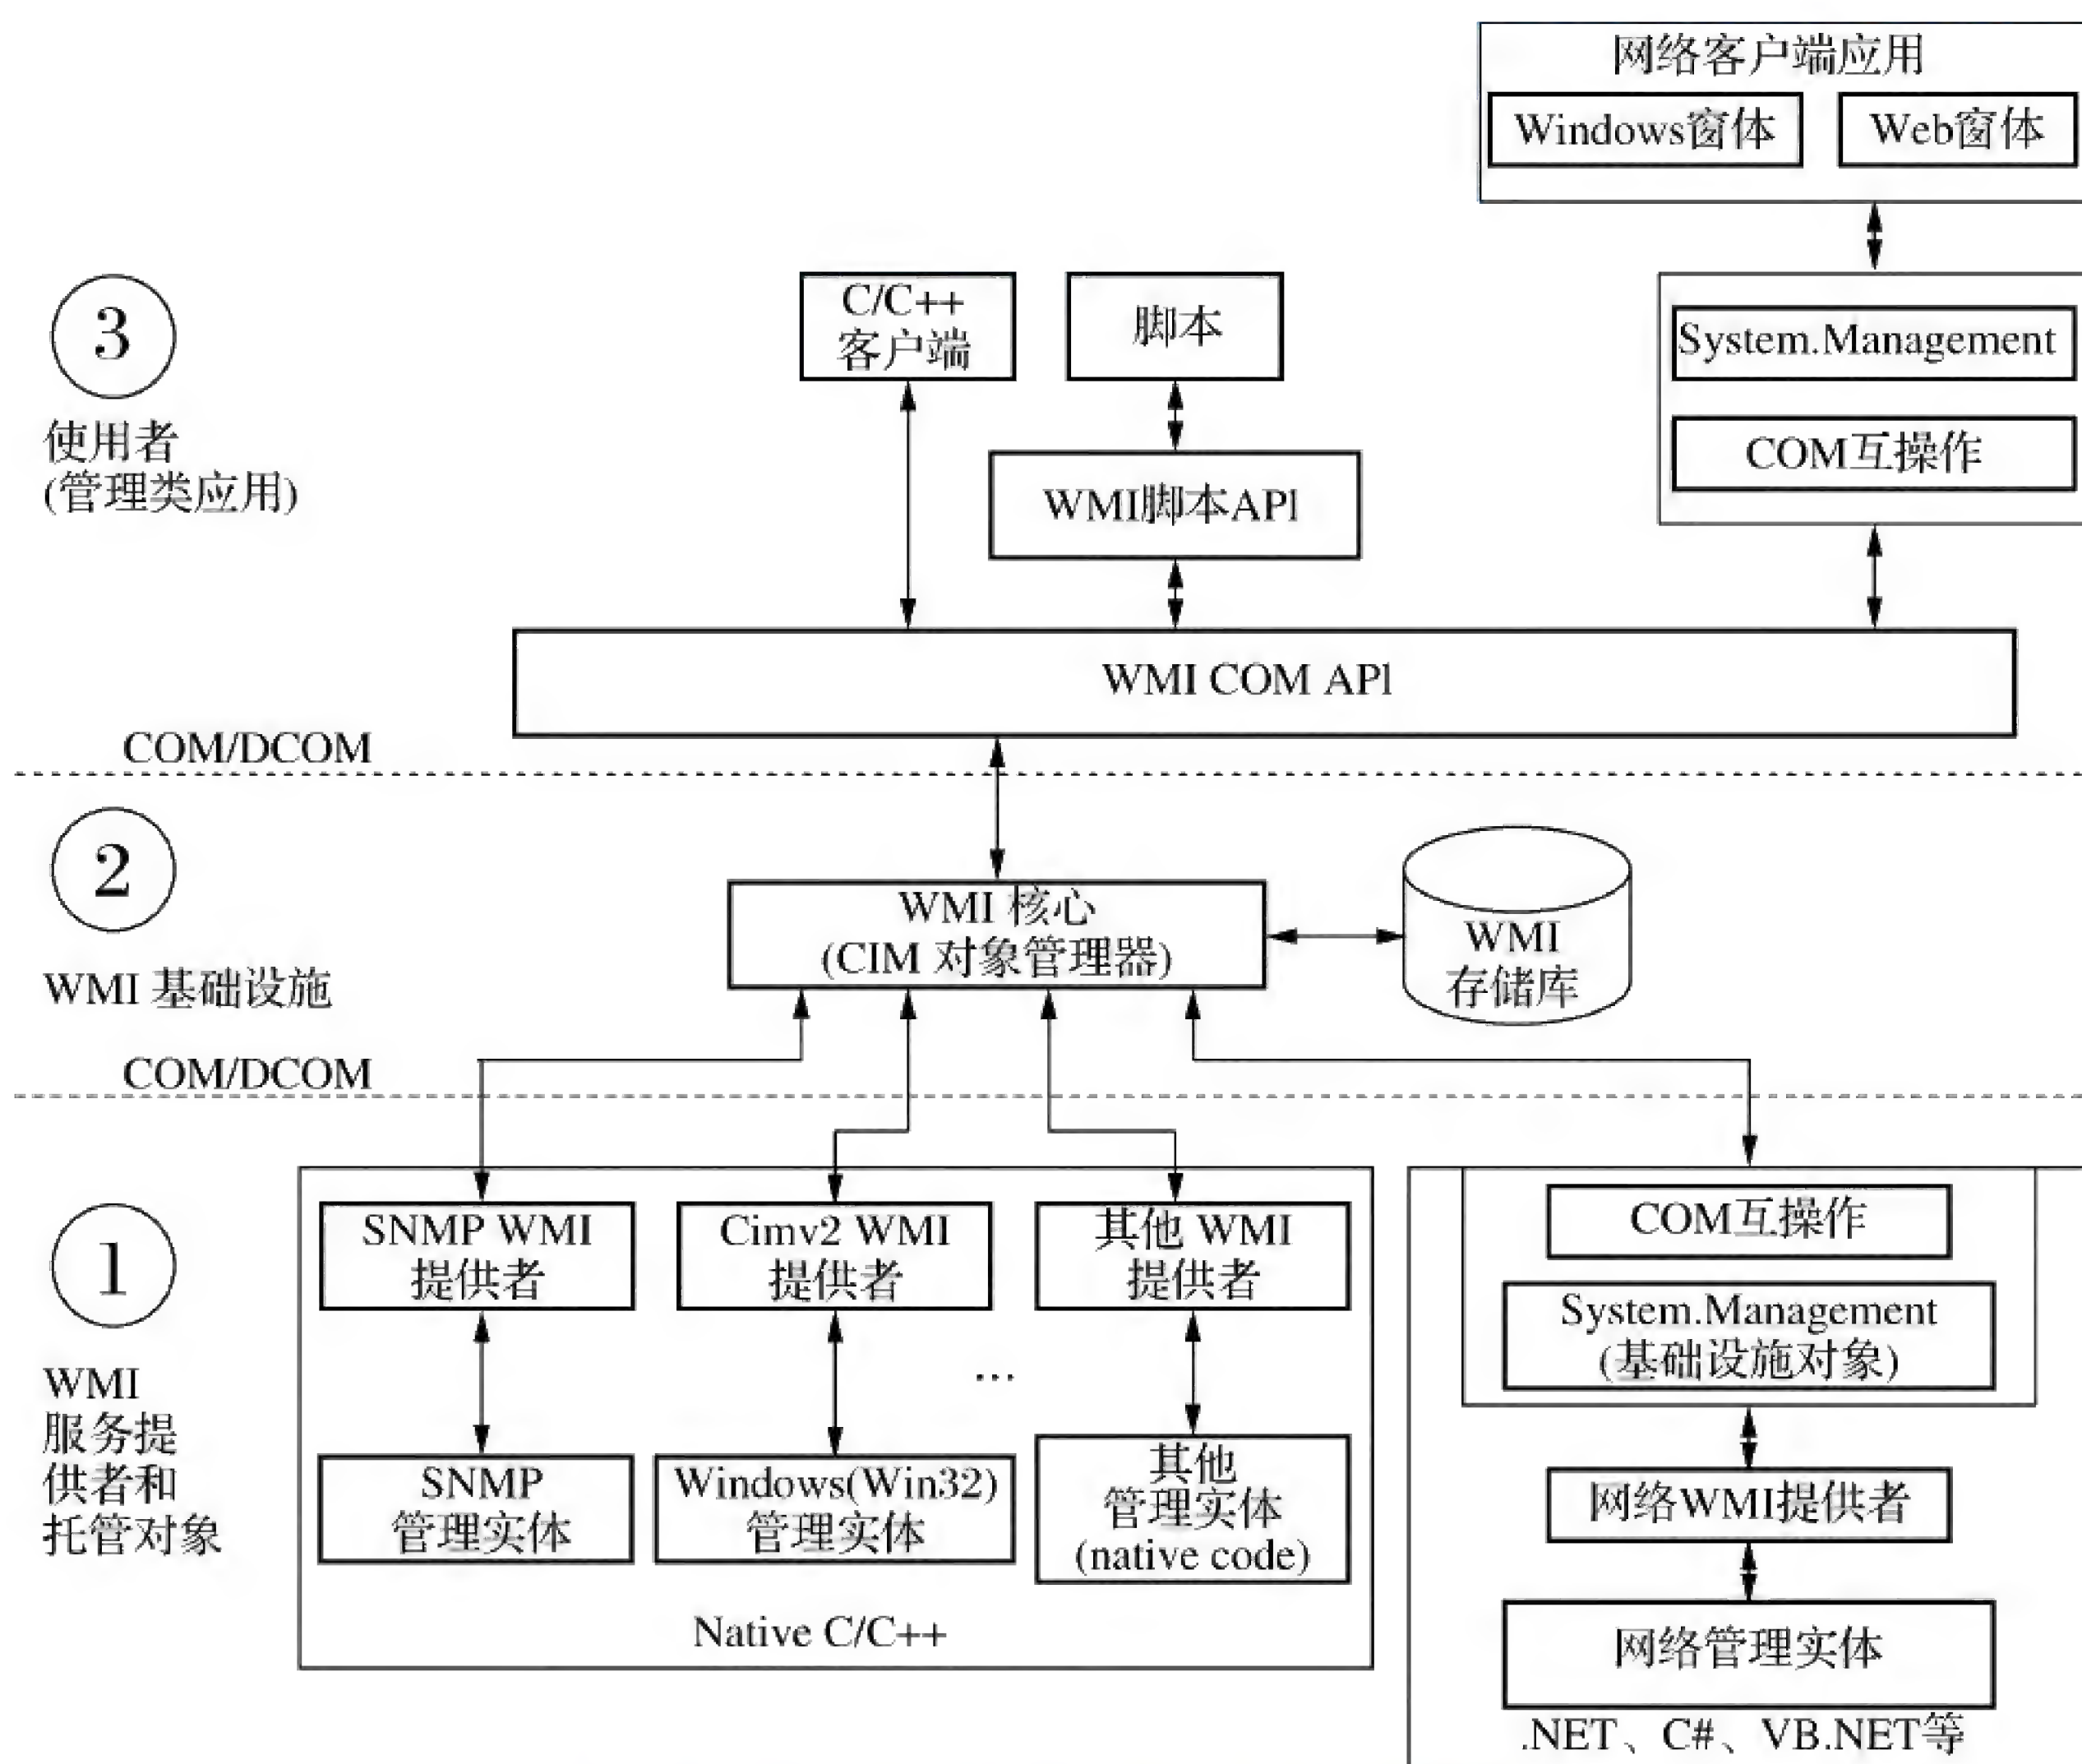 网络客户端应用
Windows窗体
Web窗体
3
使用者
(管理类应用)
C/C++
客户端
脚本
WMI脚本API
System.Management
COM互操作
WMI COM API
COM/DCOM
2
WMI 基础设施
WMI 核心
(CIM 对象管理器)
WMI
存储库
COM/DCOM
1
WMI
服务提
供者和
托管对象
SNMP WMI
提供者
Cimv2 WMI
提供者
其他 WMI
提供者
...
SNMP
管理实体
Windows(Win32)
管理实体
其他
管理实体
(native code)
Native C/C++
COM互操作
System.Management
(基础设施对象)
网络WMI提供者
网络管理实体
.NET、C#、VB.NET等